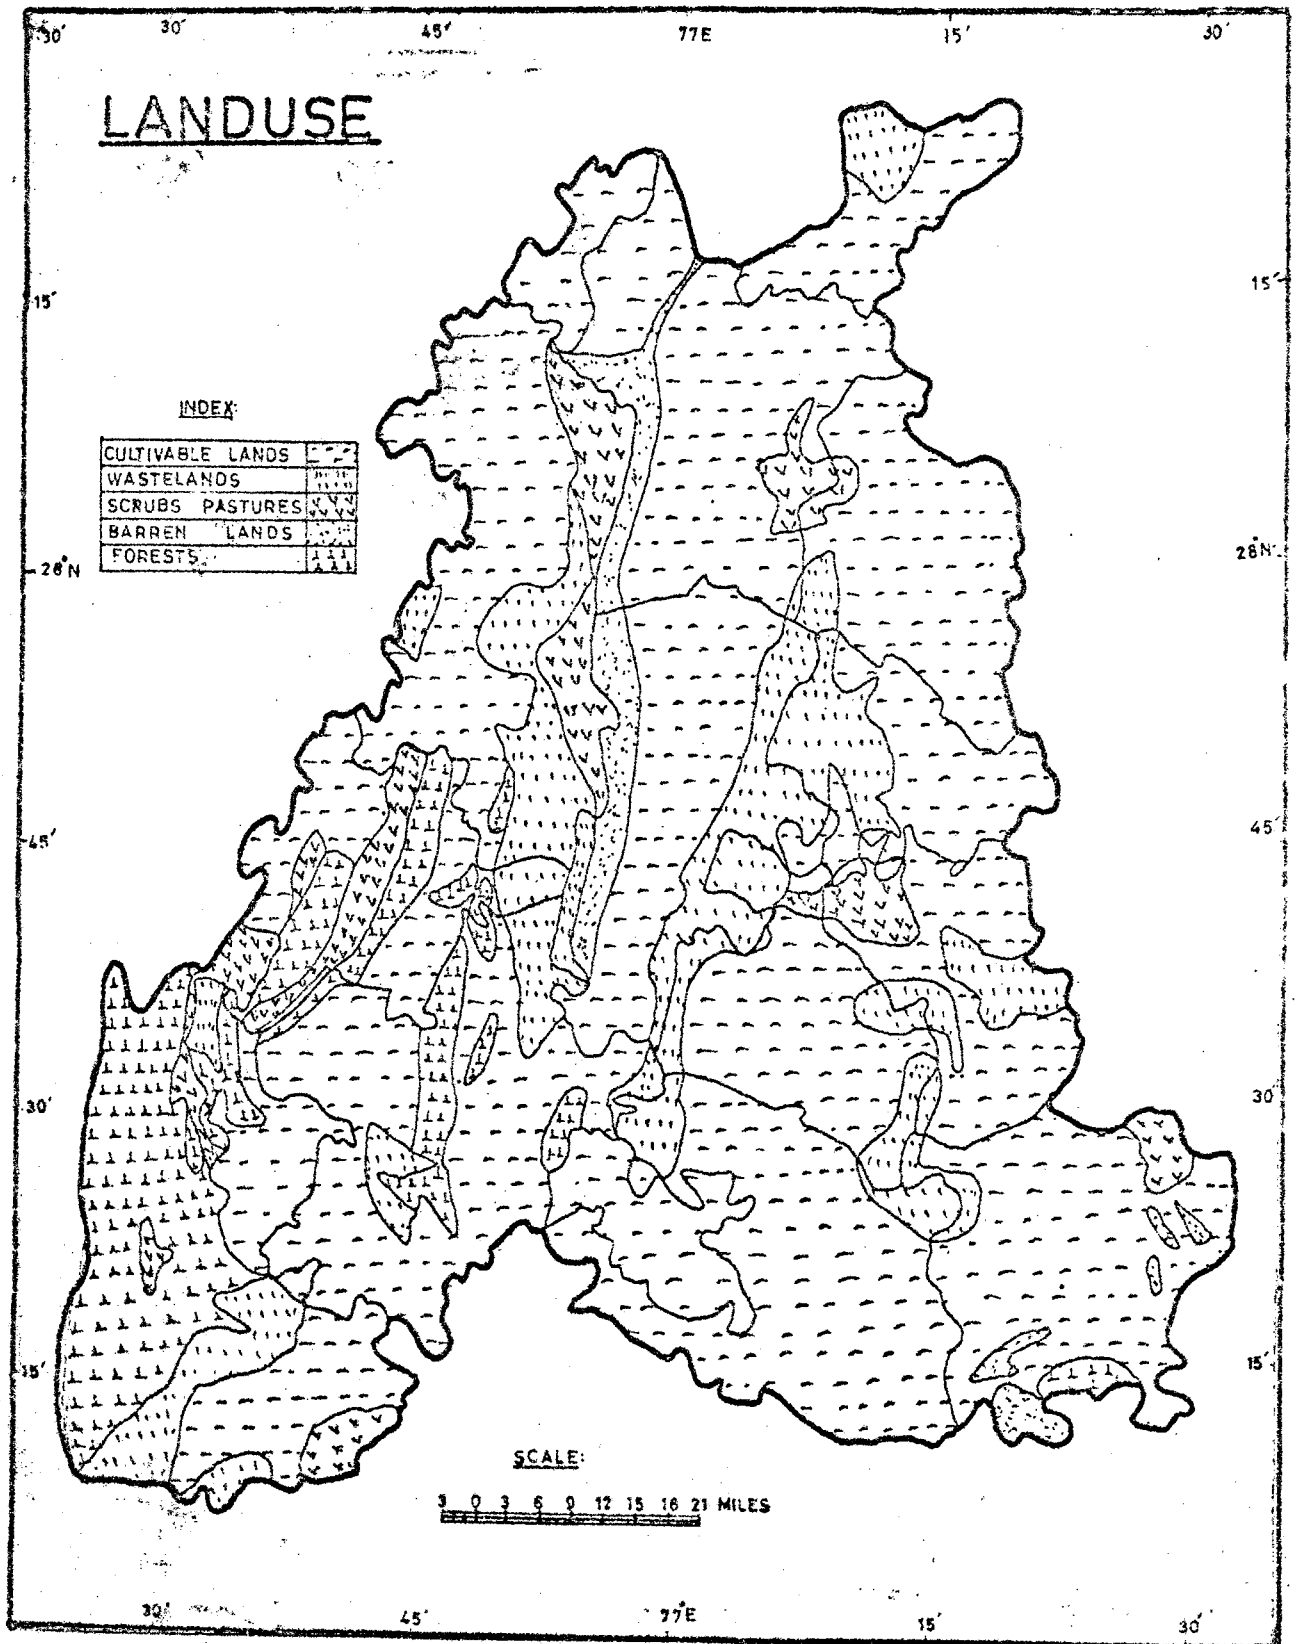 30′ 30′ 45′ 77E 15′ 30′
LANDUSE
15′ 15′
INDEX:
CULTIVABLE LANDS
WASTELANDS
SCRUBS PASTURES
BARREN LANDS
FORESTS
28°N 28°N
45′ 45′
30′ 30′
15′ 15′
SCALE:
3 0 3 6 9 12 15 18 21 MILES
30′ 45′ 77°E 15′ 30′